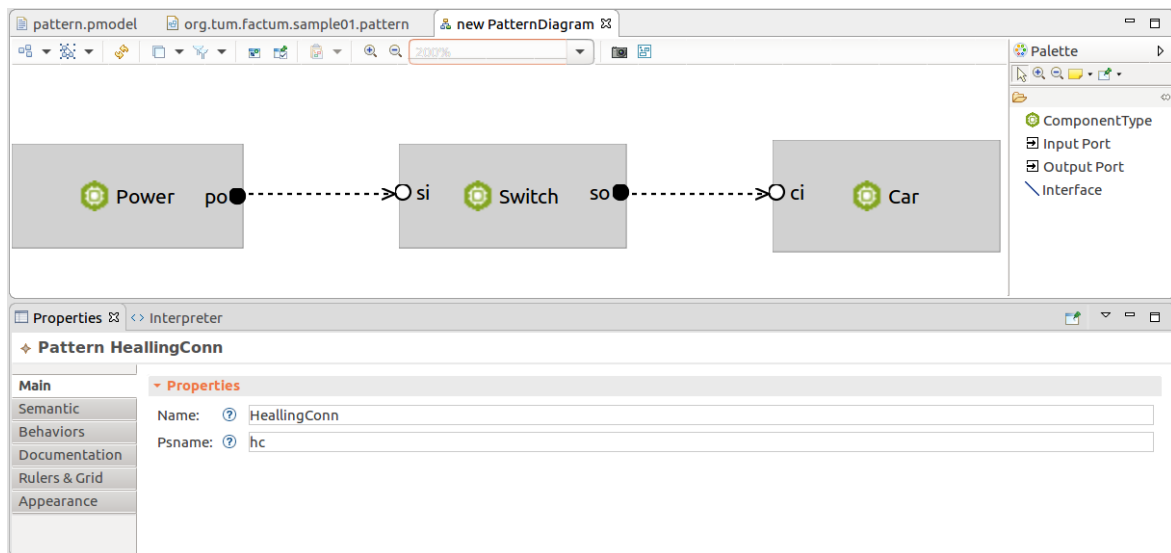 pattern.pmodel org.tum.factum.sample01.pattern new PatternDiagram
200%
Palette
ComponentType
Input Port
Output Port
Interface
Power po si Switch so ci Car
Properties Interpreter
Pattern HeallingConn
Main
Semantic
Behaviors
Documentation
Rulers & Grid
Appearance
Properties
Name: HeallingConn
Psname: hc